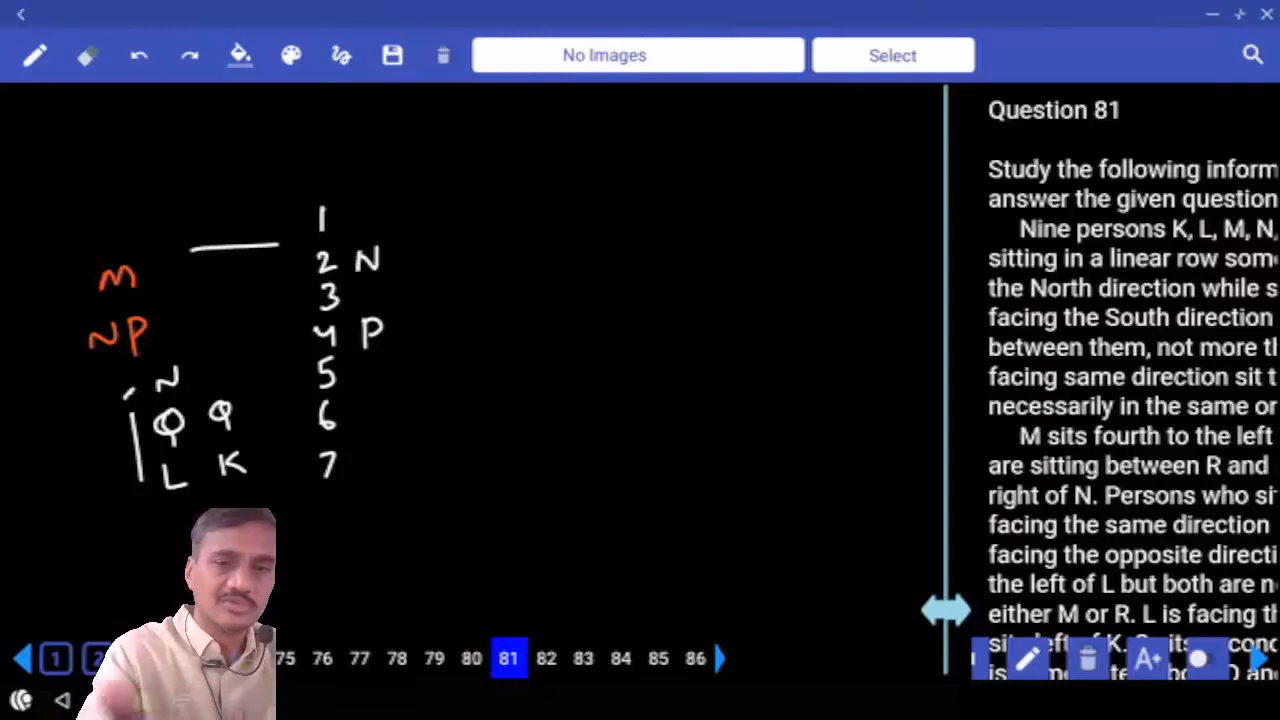 No Images
Select
Question 81
Study the following inform
answer the given question
Nine persons K, L, M, N,
sitting in a linear row som
the North direction while s
facing the South direction
between them, not more th
facing same direction sit t
necessarily in the same or
M sits fourth to the left
are sitting between R and
right of N. Persons who si
facing the same direction
facing the opposite directi
the left of L but both are n
either M or R. L is facing th
1
2 N
M
3
N P
4 P
N
5
Q Q
6
L K
7
1
75 76 77 78 79 80 81 82 83 84 85 86
A+